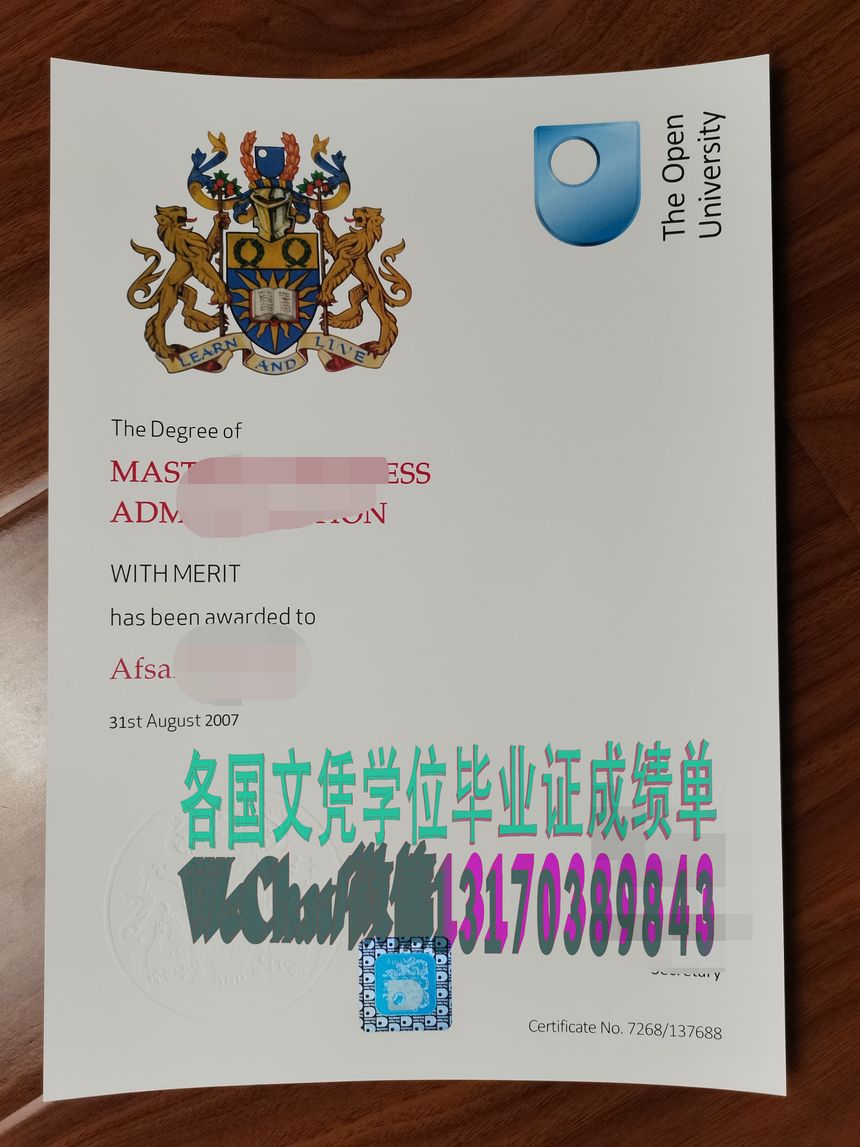 LEARN AND LIVE
The Open
University
The Degree of
MAST ESS
ADM TION
WITH MERIT
has been awarded to
Afsa
31st August 2007
各国文凭学位毕业证成绩单
WeChat/微信13170389843
Secretary
Certificate No. 7268/137688